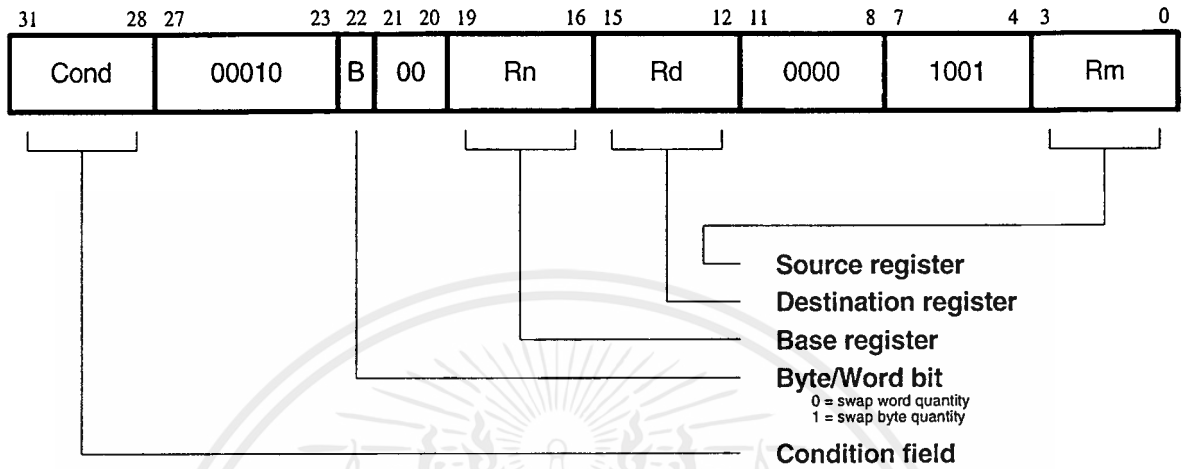 31 28 27 23 22 21 20 19 16 15 12 11 8 7 4 3 0
Cond 00010 B 00 Rn Rd 0000 1001 Rm
Source register
Destination register
Base register
Byte/Word bit
0 = swap word quantity
1 = swap byte quantity
Condition field